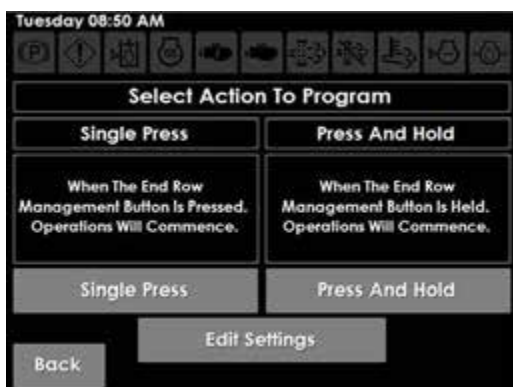 Tuesday 08:50 AM
Select Action To Program
Single Press
Press And Hold
When The End Row
Management Button Is Pressed.
Operations Will Commence.
When The End Row
Management Button Is Held.
Operations Will Commence.
Single Press
Press And Hold
Edit Settings
Back